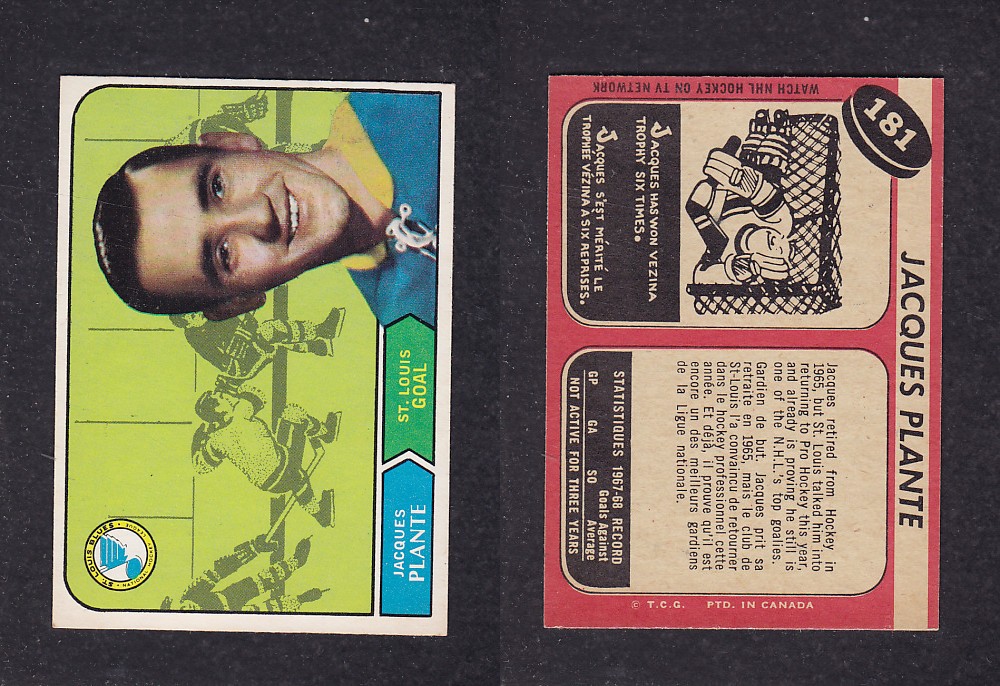 ST. LOUIS
GOAL
JACQUES
PLANTE
ST. LOUIS BLUES
NATIONAL HOCKEY LEAGUE
WATCH NHL HOCKEY ON TV NETWORK
181
JACQUES PLANTE
JACQUES HAS WON VEZINA
TROPHY SIX TIMES.
JACQUES S'EST MÉRITÉ LE
TROPHÉE VÉZINA À SIX REPRISES.
Jacques retired from Hockey in
1965, but St. Louis talked him into
returning to Pro Hockey this year,
and already is proving he still is
one of the N.H.L.'s top goalies.
Gardien de but. Jacques prit sa
retraite en 1965, mais le club de
St-Louis l'a convaincu de retourner
dans le hockey professionnel cette
année. Et déjà, il prouve qu'il est
encore un des meilleurs gardiens
de la Ligue nationale.
STATISTIQUES 1967-68 RECORD
Goals Against
GP GA SO Average
NOT ACTIVE FOR THREE YEARS
© T.C.G. PTD. IN CANADA